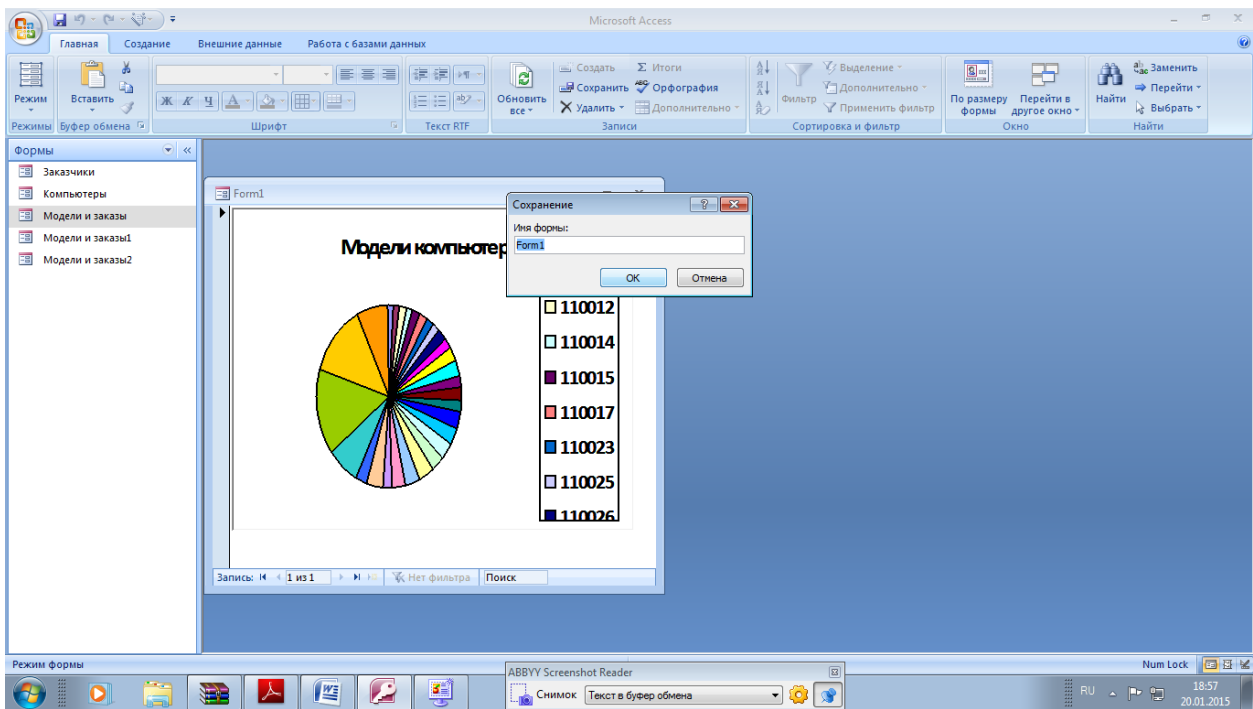 Microsoft Access
Главная Создание Внешние данные Работа с базами данных
Режим
Вставить
Ж К Ч А
Обновить все
Создать
Сохранить
Удалить
Итоги
Орфография
Дополнительно
Фильтр
Выделение
Дополнительно
Применить фильтр
По размеру формы
Перейти в другое окно
Найти
Заменить
Перейти
Выбрать
Режимы Буфер обмена Шрифт Текст RTF Записи Сортировка и фильтр Окно Найти
Формы
Заказчики
Компьютеры
Модели и заказы
Модели и заказы1
Модели и заказы2
Form1
Модели компьютер
110012
110014
110015
110017
110023
110025
110026
Запись: 1 из 1 Нет фильтра Поиск
Сохранение
Имя формы:
Form1
ОК Отмена
Режим формы Num Lock
ABBYY Screenshot Reader
Снимок Текст в буфер обмена
RU 18:57
20.01.2015